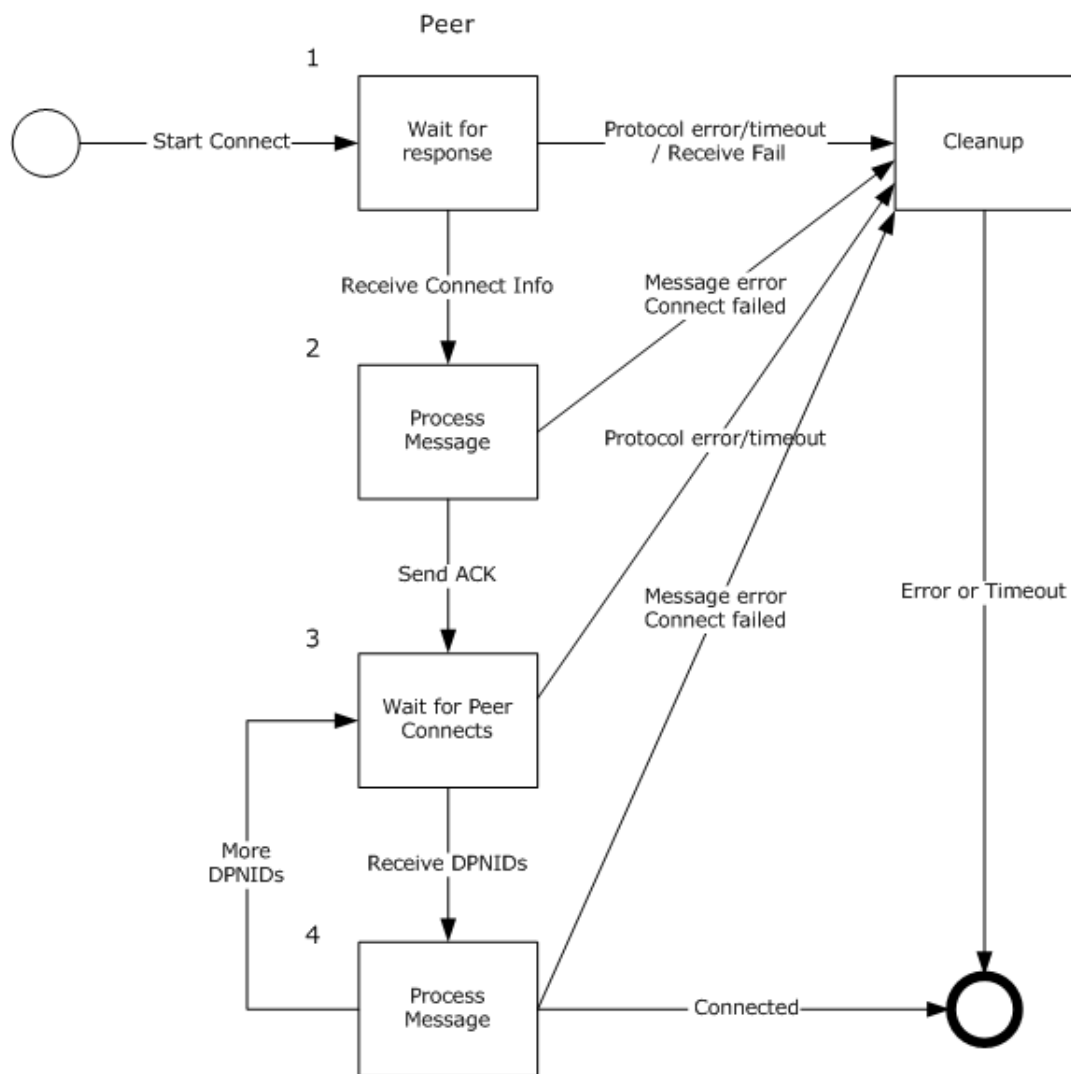 Peer
1
Wait for
response
Start Connect
Protocol error/timeout
/ Receive Fail
Cleanup
Receive Connect Info
Message error
Connect failed
2
Process
Message
Protocol error/timeout
Send ACK
Message error
Connect failed
Error or Timeout
3
Wait for Peer
Connects
More
DPNIDs
Receive DPNIDs
4
Process
Message
Connected